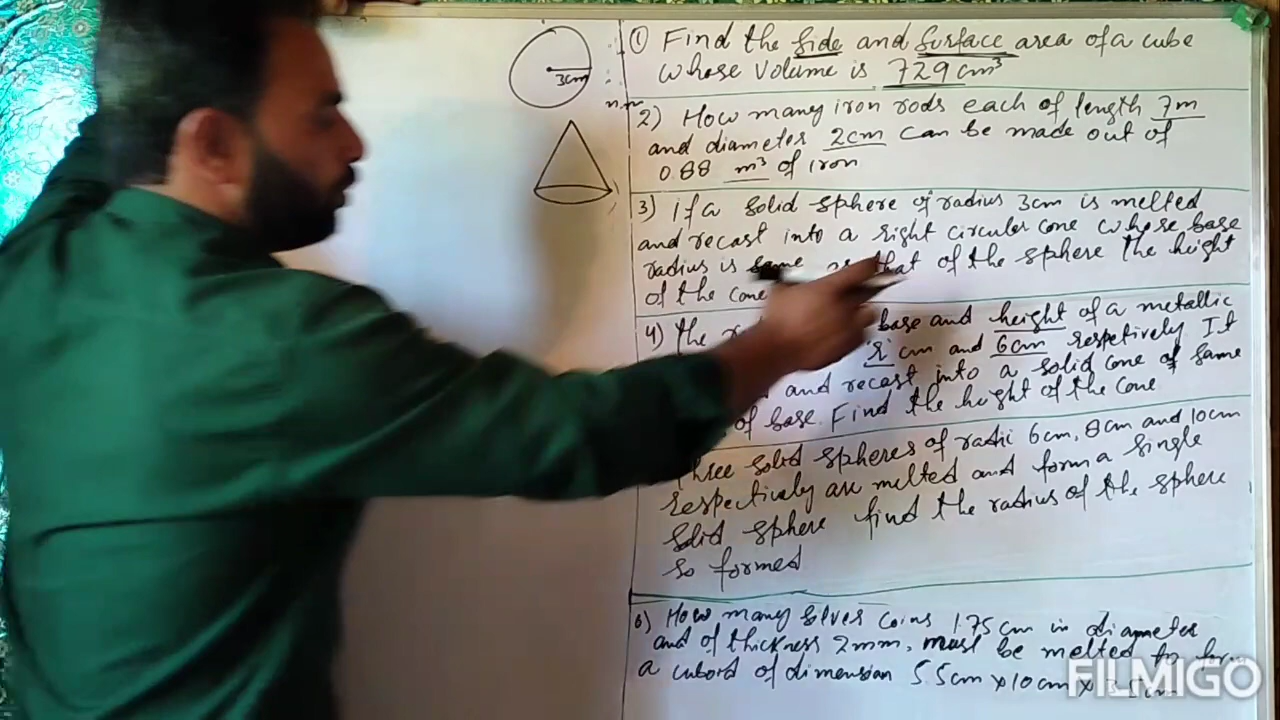 3cm
① Find the Side and Surface area of a cube
whose Volume is 729cm³
2) How many iron rods each of length 7m
and diameter 2cm can be made out of
0.88 m³ of iron
3) If a solid sphere of radius 3cm is melted
and recast into a right circular cone whose base
radius is same as that of the sphere the height
of the cone
4) the base and height of a metallic
'r' cm and 6cm respetively It
and recast into a solid cone of same
of base. Find the height of the cone
three solid spheres of radii 6cm, 8cm and 10cm
respectively are melted and form a single
solid sphere find the radius of the sphere
so formed
6) How many silver coins 1.75cm in diameter
and of thickness 2mm, must be melted to
a cuboid of dimension 5.5cm × 10cm ×
FILMIGO